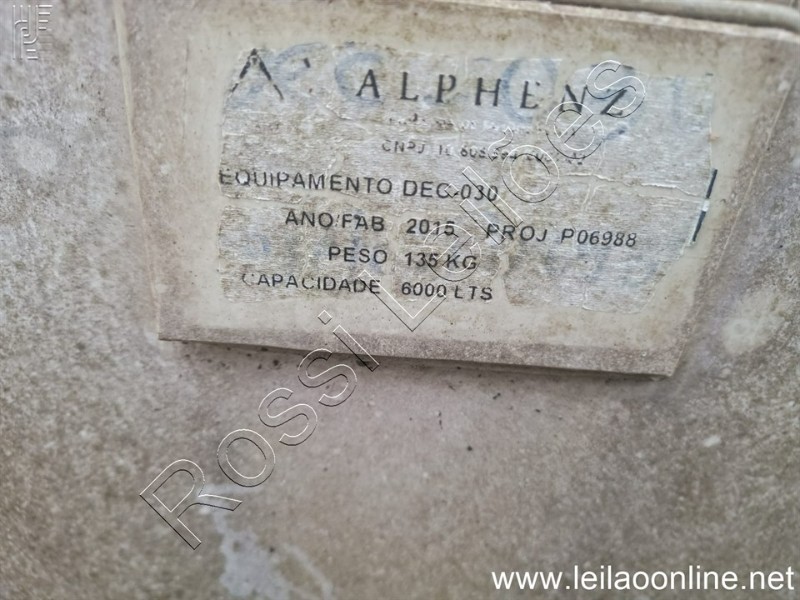 ALPHENZ
CNPJ
EQUIPAMENTO DEC-030
ANO/FAB 2015 PROJ P06988
PESO 135 KG
CAPACIDADE 6000 LTS
Rossi Leilões
www.leilaoonline.net